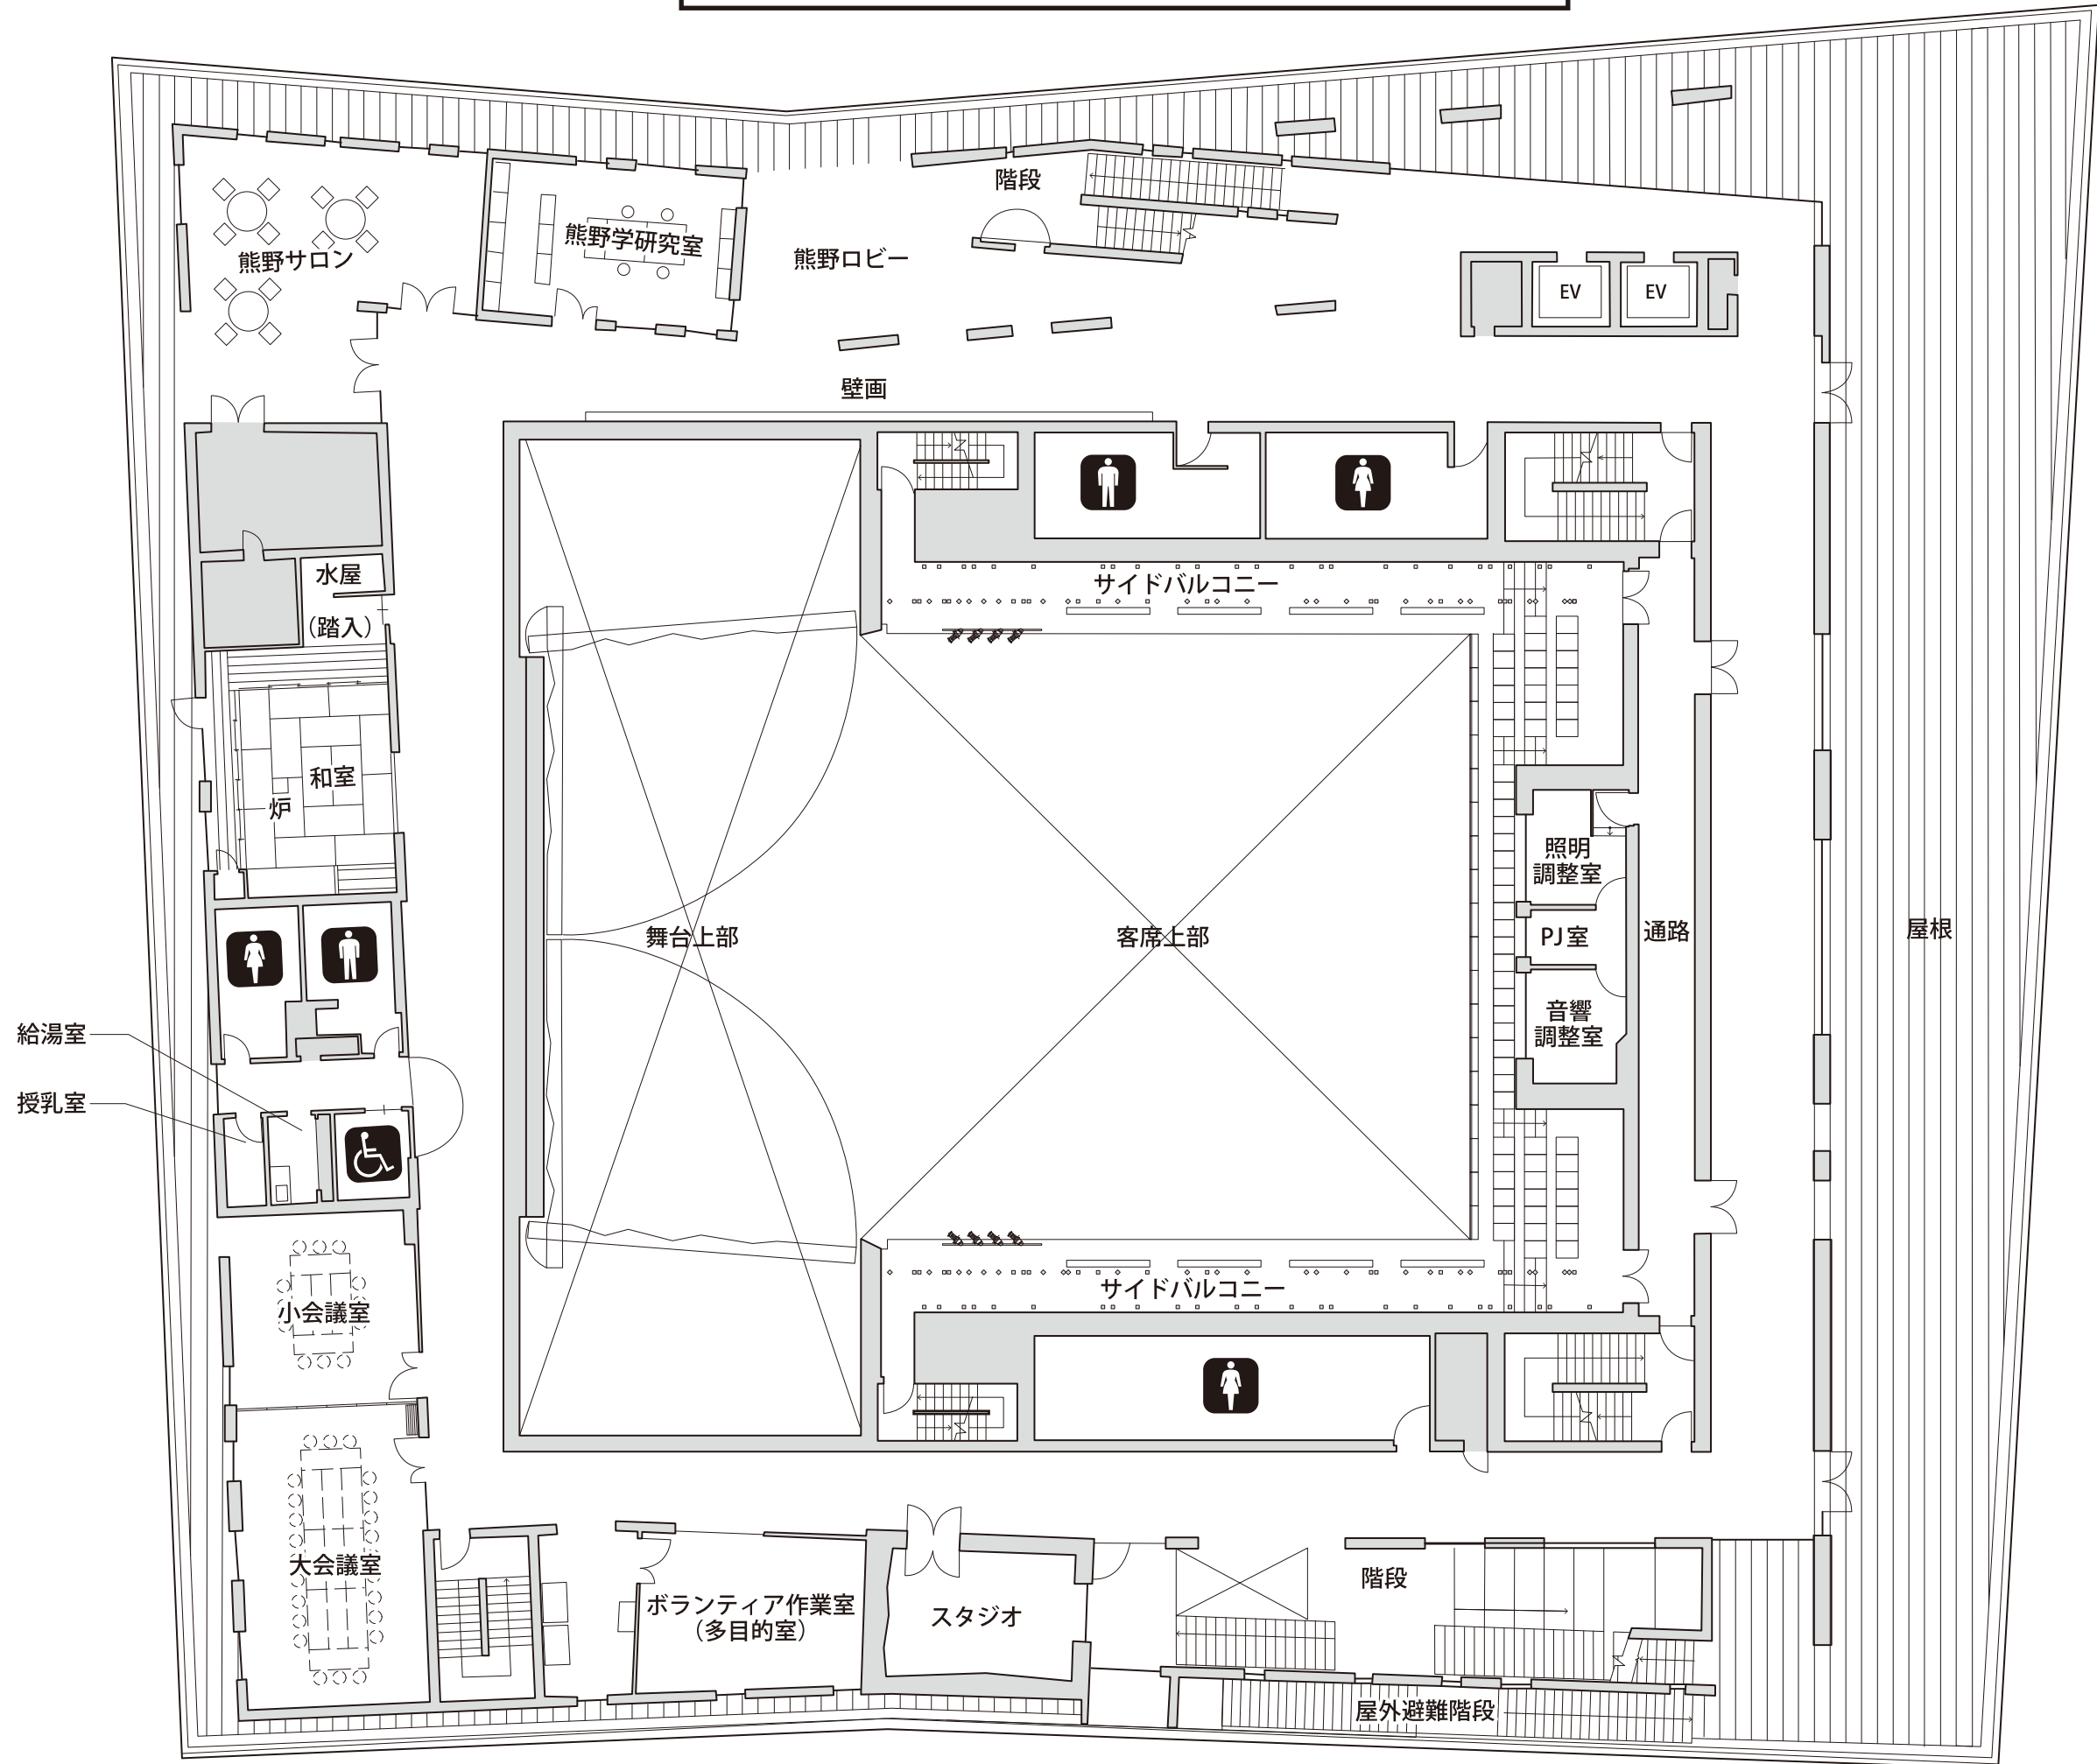 階段
熊野学研究室
熊野サロン
熊野ロビー
EV
EV
壁画
水屋
（踏入）
サイドバルコニー
和室
炉
照明
調整室
舞台上部
客席上部
PJ室
通路
屋根
音響
調整室
給湯室
授乳室
サイドバルコニー
小会議室
大会議室
階段
ボランティア作業室
（多目的室）
スタジオ
屋外避難階段